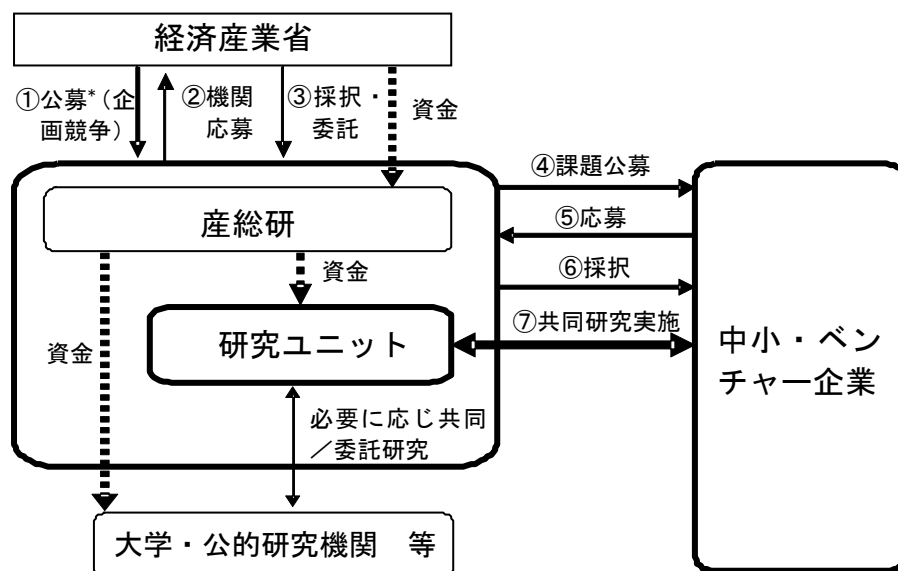 経済産業省
①公募*（企
画競争）
②機関
応募
③採択・
委託
資金
④課題公募
産総研
⑤応募
資金
⑥採択
⑦共同研究実施
研究ユニット
資金
中小・ベン
チャー企業
必要に応じ共同
／委託研究
大学・公的研究機関　等